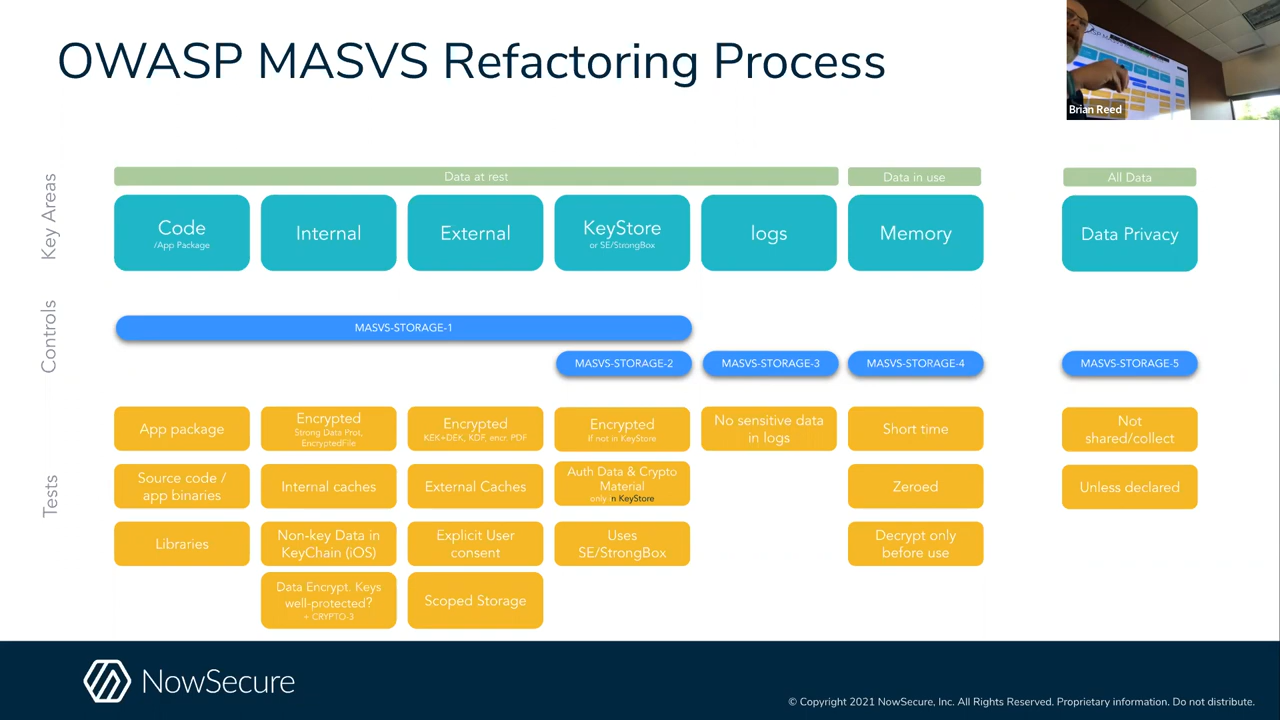 OWASP MASVS Refactoring Process
Brian Reed
Key Areas
Data at rest
Data in use
All Data
Code
/App Package
Internal
External
KeyStore
or SE/StrongBox
logs
Memory
Data Privacy
Controls
MASVS-STORAGE-1
MASVS-STORAGE-2
MASVS-STORAGE-3
MASVS-STORAGE-4
MASVS-STORAGE-5
Tests
App package
Encrypted
Strong Data Prot,
EncryptedFile
Encrypted
KEK+DEK, KDF, encr. PDF
Encrypted
If not in KeyStore
No sensitive data
in logs
Short time
Not
shared/collect
Source code /
app binaries
Internal caches
External Caches
Auth Data & Crypto
Material
only in KeyStore
Zeroed
Unless declared
Libraries
Non-key Data in
KeyChain (iOS)
Explicit User
consent
Uses
SE/StrongBox
Decrypt only
before use
Data Encrypt. Keys
well-protected?
+ CRYPTO-3
Scoped Storage
NowSecure
© Copyright 2021 NowSecure, Inc. All Rights Reserved. Proprietary information. Do not distribute.